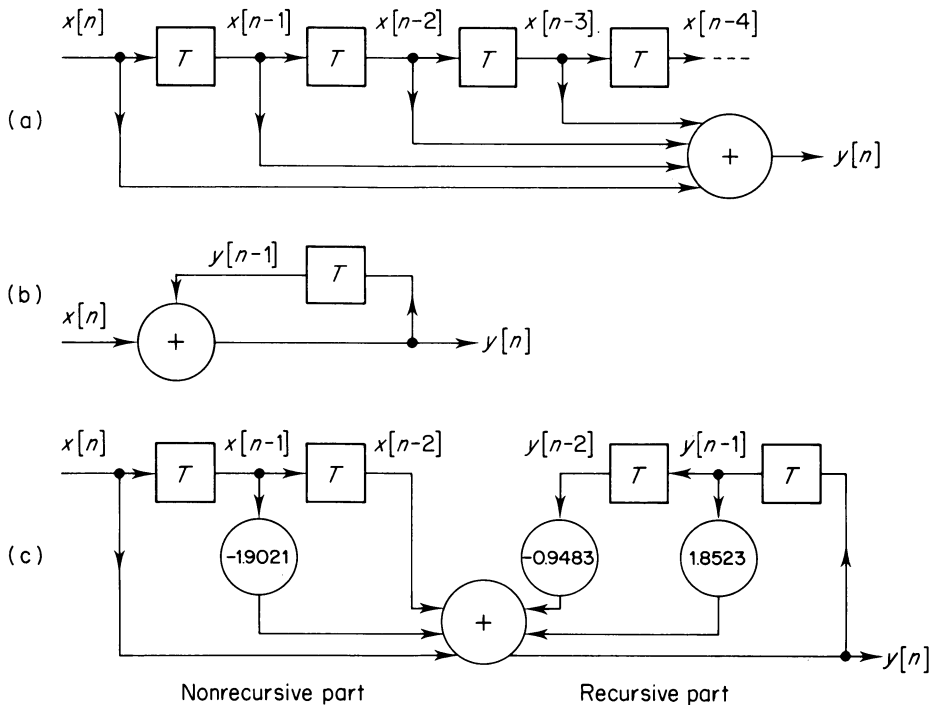 x[n] x[n-1] x[n-2] x[n-3]. x[n-4]
T T T T
(a)
+ y[n]
y[n-1] T
(b)
x[n]
+ y[n]
x[n] x[n-1] x[n-2] y[n-2] y[n-1]
T T T T
(c) -1.9021 -0.9483 1.8523
+
y[n]
Nonrecursive part Recursive part